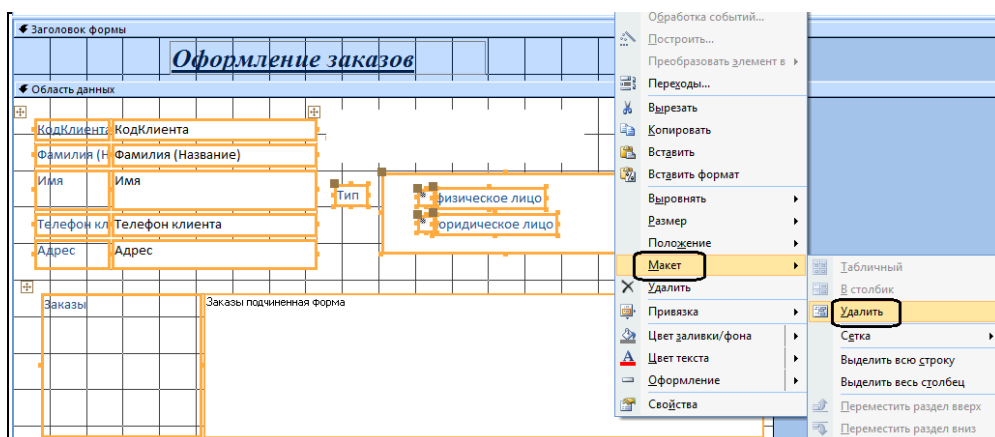 Заголовок формы
Оформление заказов
Область данных
КодКлиента КодКлиента
Фамилия (Н Фамилия (Название)
Имя Имя
Телефон кл Телефон клиента
Адрес Адрес
Тип
физическое лицо
юридическое лицо
Заказы Заказы подчиненная форма
Обработка событий...
Построить...
Преобразовать элемент в
Переходы...
Вырезать
Копировать
Вставить
Вставить формат
Выровнять
Размер
Положение
Макет
Удалить
Привязка
Цвет заливки/фона
Цвет текста
Оформление
Свойства
Табличный
В столбик
Удалить
Сетка
Выделить всю строку
Выделить весь столбец
Переместить раздел вверх
Переместить раздел вниз